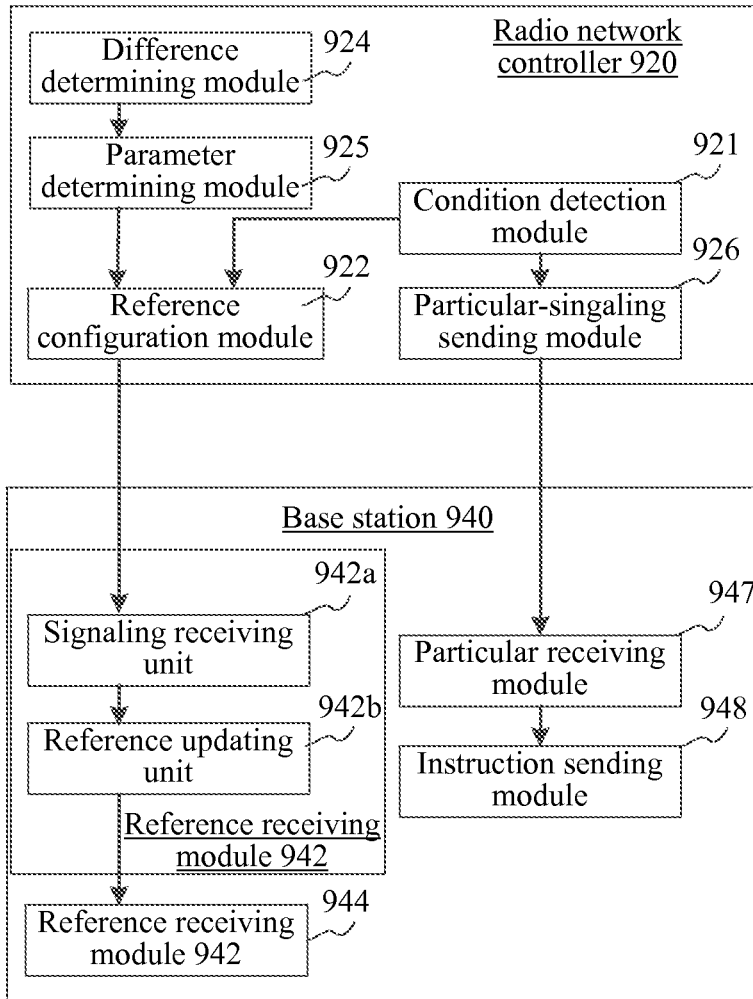 924
Difference
determining module
Radio network
controller 920
925
Parameter
determining module
921
Condition detection
module
922
Reference
configuration module
926
Particular-singaling
sending module
Base station 940
942a
Signaling receiving
unit
942b
Reference updating
unit
Reference receiving
module 942
944
Reference receiving
module 942
947
Particular receiving
module
948
Instruction sending
module